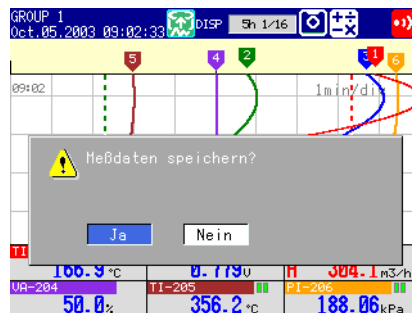 GROUP 1
Oct.05.2003 09:02:33 DISP 5h 1/16
5 4 2 3 1 6
09:02 1min/div
Meßdaten speichern?
Ja Nein
TI
166.9 °C 0.779 V H 304.1 m3/h
VA-204 TI-205 PI-206
50.0 % 356.2 °C 188.06 kPa